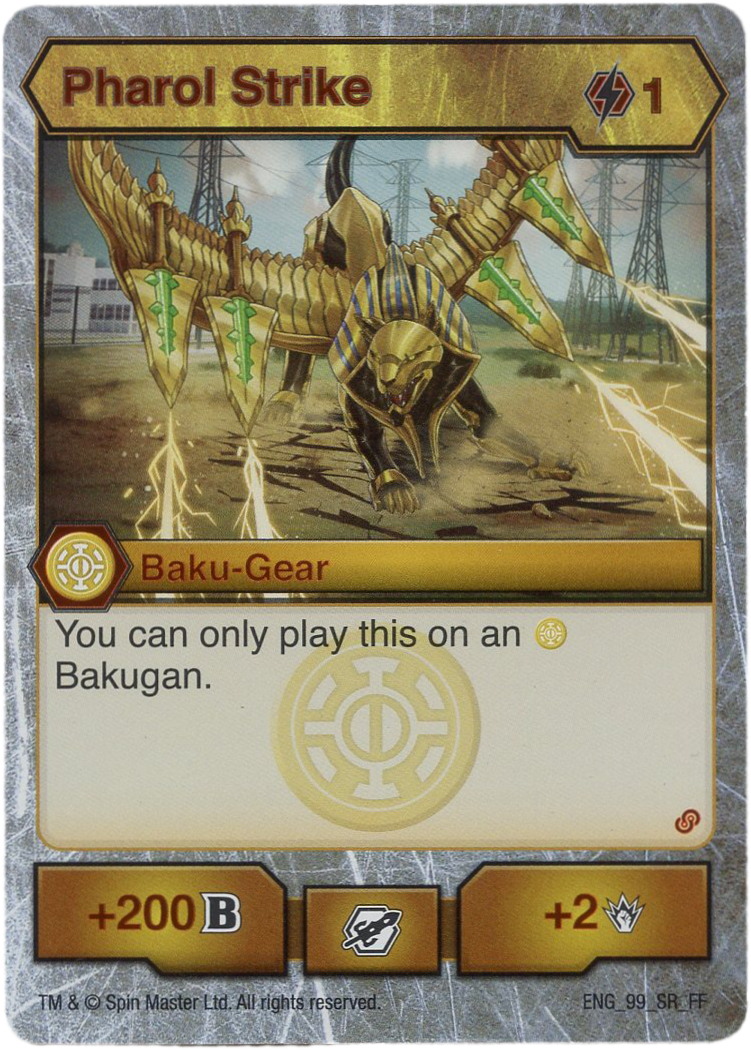 Pharol Strike
1
Baku-Gear
You can only play this on an
Bakugan.
+200 B
+2
TM & © Spin Master Ltd. All rights reserved.
ENG_99_SR_FF